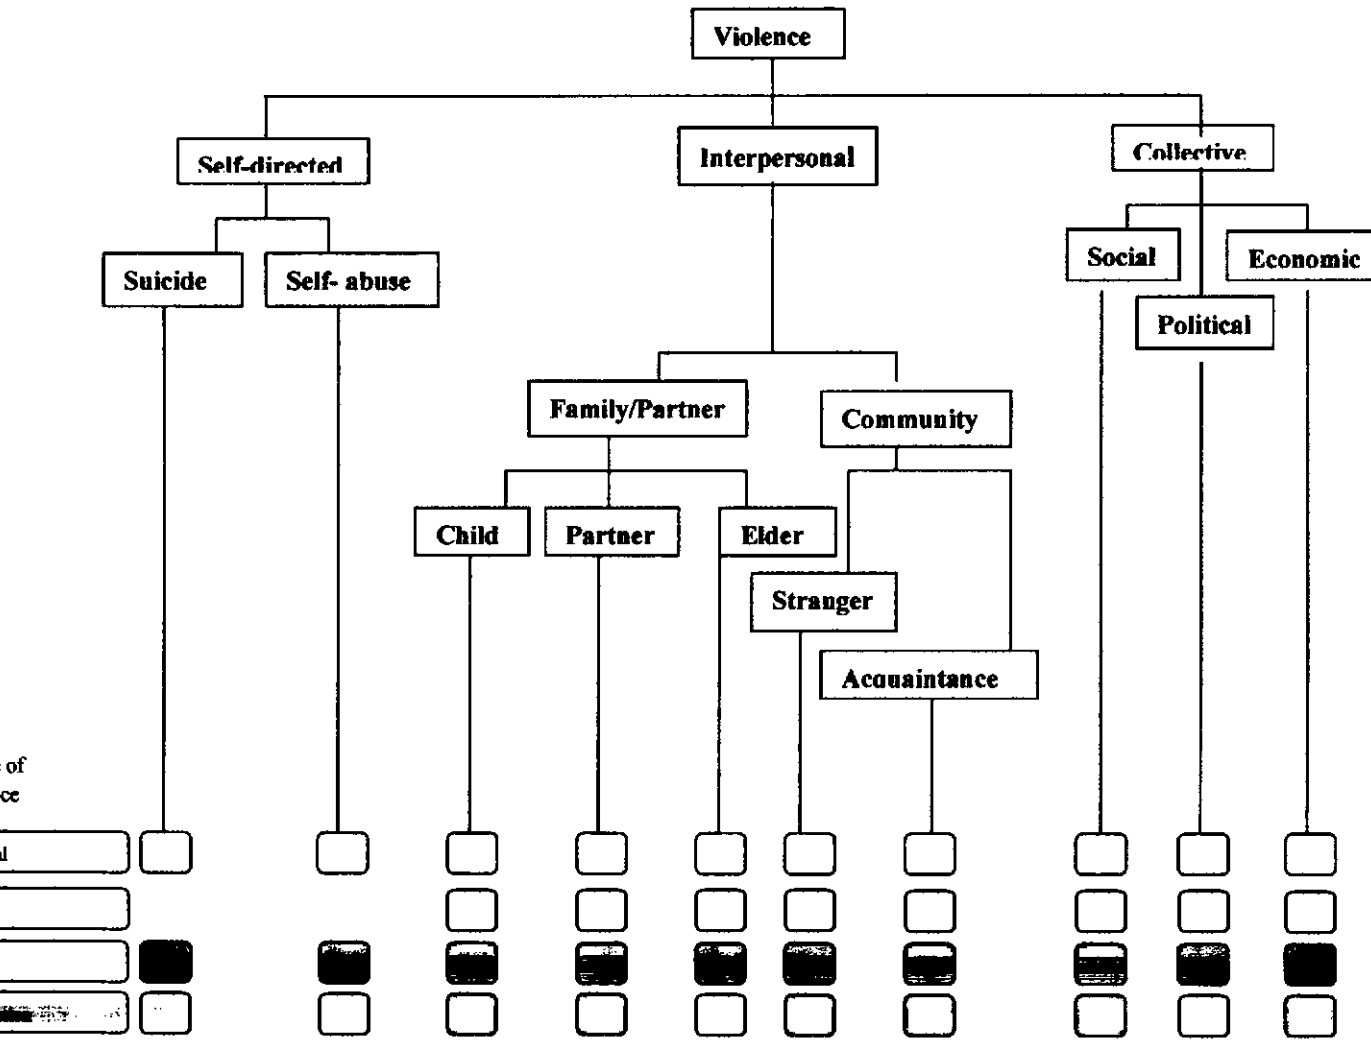 Violence
Self-directed
Interpersonal
Collective
Suicide
Self- abuse
Social
Economic
Political
Family/Partner
Community
Child
Partner
Elder
Stranger
Acquaintance
of